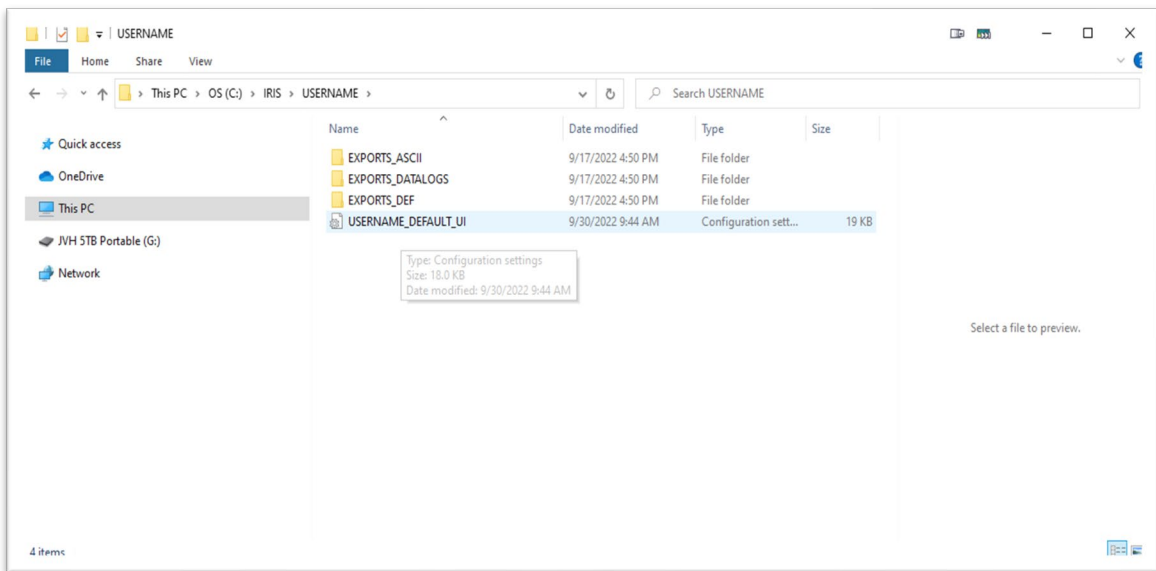 USERNAME
File Home Share View
This PC > OS (C:) > IRIS > USERNAME >
Search USERNAME
Name Date modified Type Size
Quick access
OneDrive
This PC
JVH 5TB Portable (G:)
Network
EXPORTS_ASCII 9/17/2022 4:50 PM File folder
EXPORTS_DATALOGS 9/17/2022 4:50 PM File folder
EXPORTS_DEF 9/17/2022 4:50 PM File folder
USERNAME_DEFAULT_UI 9/30/2022 9:44 AM Configuration sett... 19 KB
Type: Configuration settings
Size: 18.0 KB
Date modified: 9/30/2022 9:44 AM
Select a file to preview.
4 items